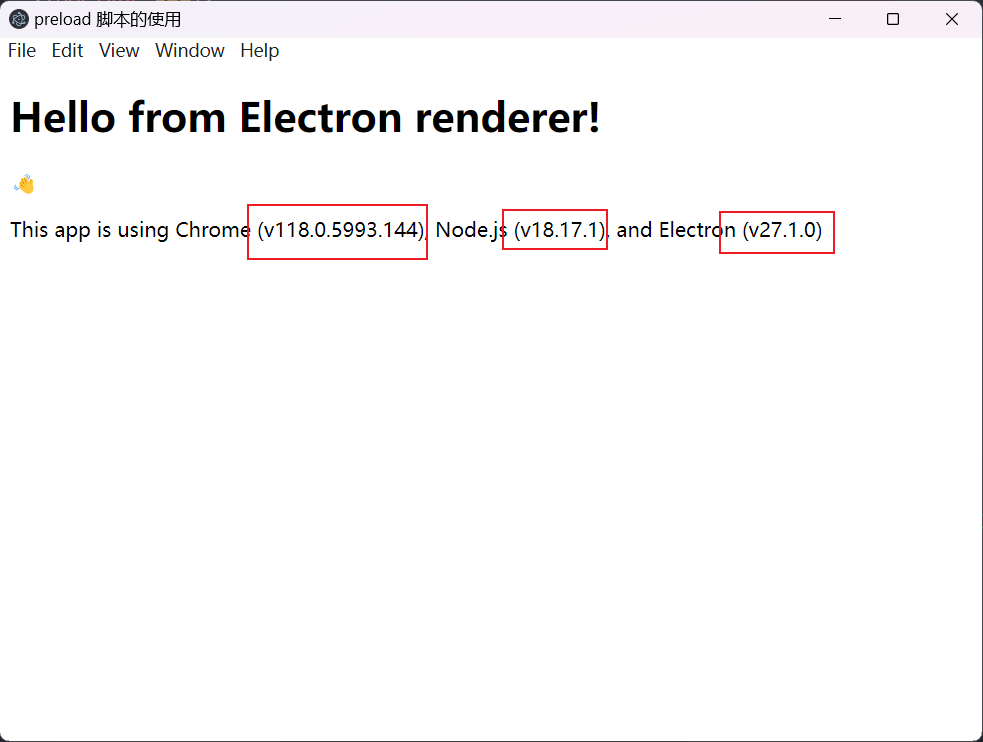 preload 脚本的使用
File Edit View Window Help
Hello from Electron renderer!
👋
This app is using Chrome (v118.0.5993.144), Node.js (v18.17.1), and Electron (v27.1.0)